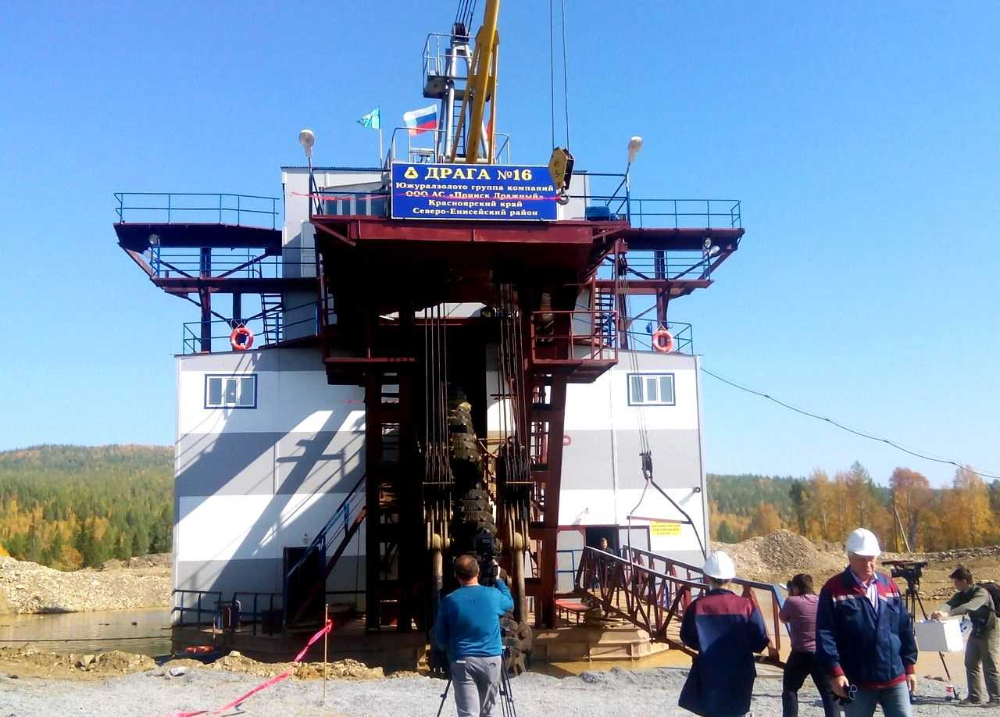 ДРАГА №16
Южуралзолото группа компаний
ООО АС «Прииск Дражный»
Красноярский край
Северо-Енисейский район